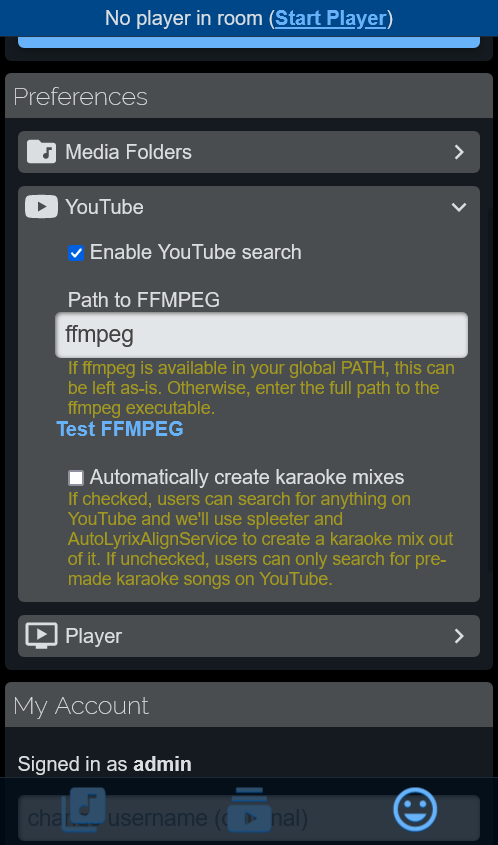 No player in room (Start Player)
Preferences
Media Folders
YouTube
Enable YouTube search
Path to FFMPEG
ffmpeg
If ffmpeg is available in your global PATH, this can
be left as-is. Otherwise, enter the full path to the
ffmpeg executable.
Test FFMPEG
Automatically create karaoke mixes
If checked, users can search for anything on
YouTube and we'll use spleeter and
AutoLyrixAlignService to create a karaoke mix out
of it. If unchecked, users can only search for pre-
made karaoke songs on YouTube.
Player
My Account
Signed in as admin
username